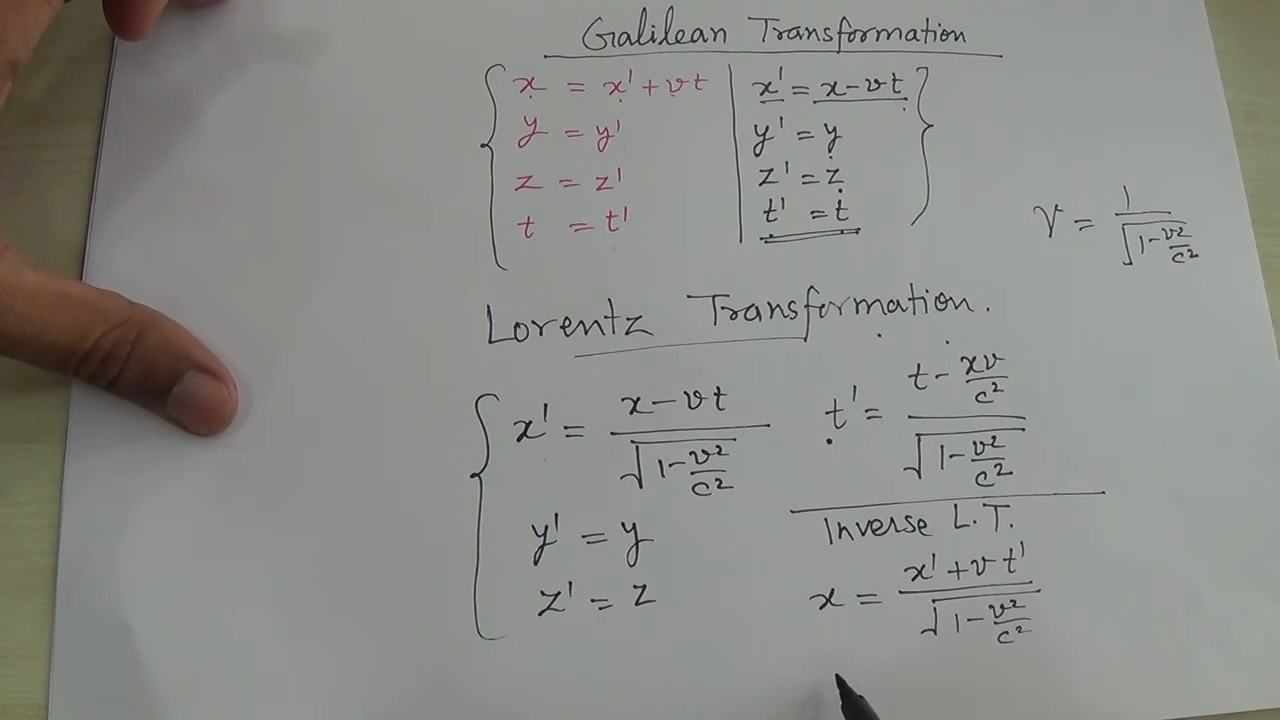 Galilean Transformation
x = x' + vt | x' = x - vt
y = y' | y' = y
z = z' | z' = z
t = t' | t' = t
γ = 1 / √(1 - v²/c²)
Lorentz Transformation.
x' = (x - vt) / √(1 - v²/c²)
y' = y
z' = z
t' = (t - xv/c²) / √(1 - v²/c²)
Inverse L.T.
x = (x' + vt') / √(1 - v²/c²)